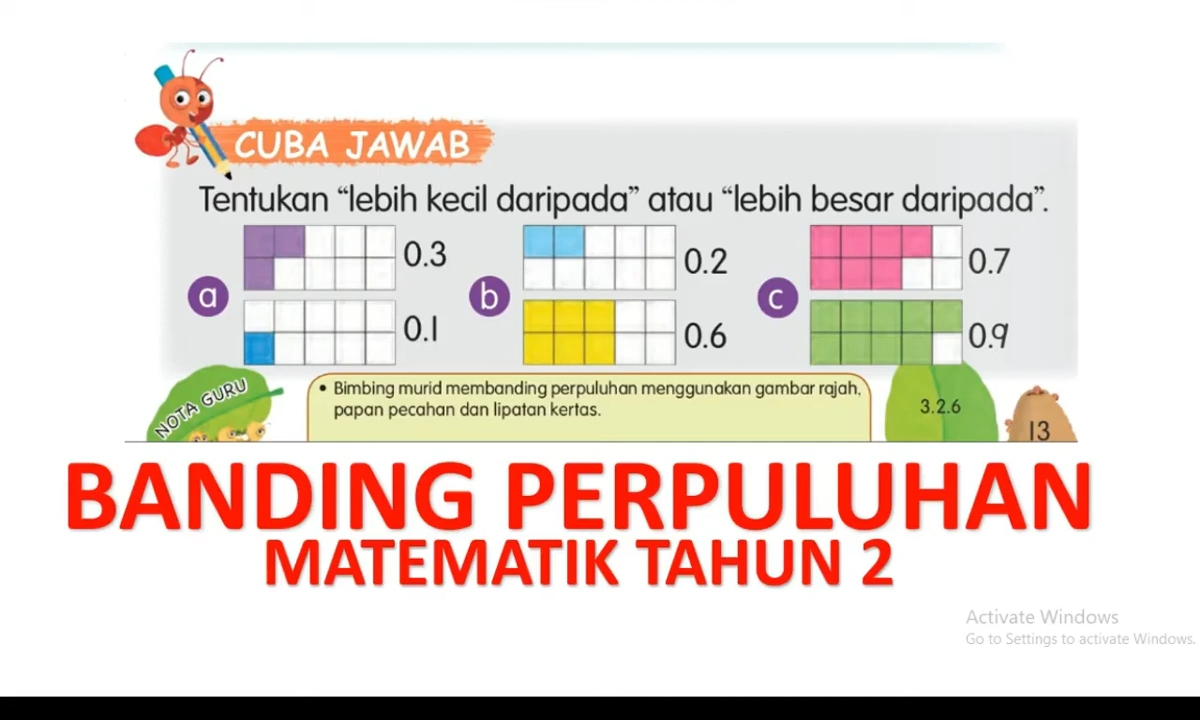 CUBA JAWAB
Tentukan “lebih kecil daripada” atau “lebih besar daripada”.
a
0.3
0.1
b
0.2
0.6
c
0.7
0.9
NOTA GURU
• Bimbing murid membanding perpuluhan menggunakan gambar rajah,
papan pecahan dan lipatan kertas.
3.2.6
13
BANDING PERPULUHAN
MATEMATIK TAHUN 2
Activate Windows
Go to Settings to activate Windows.